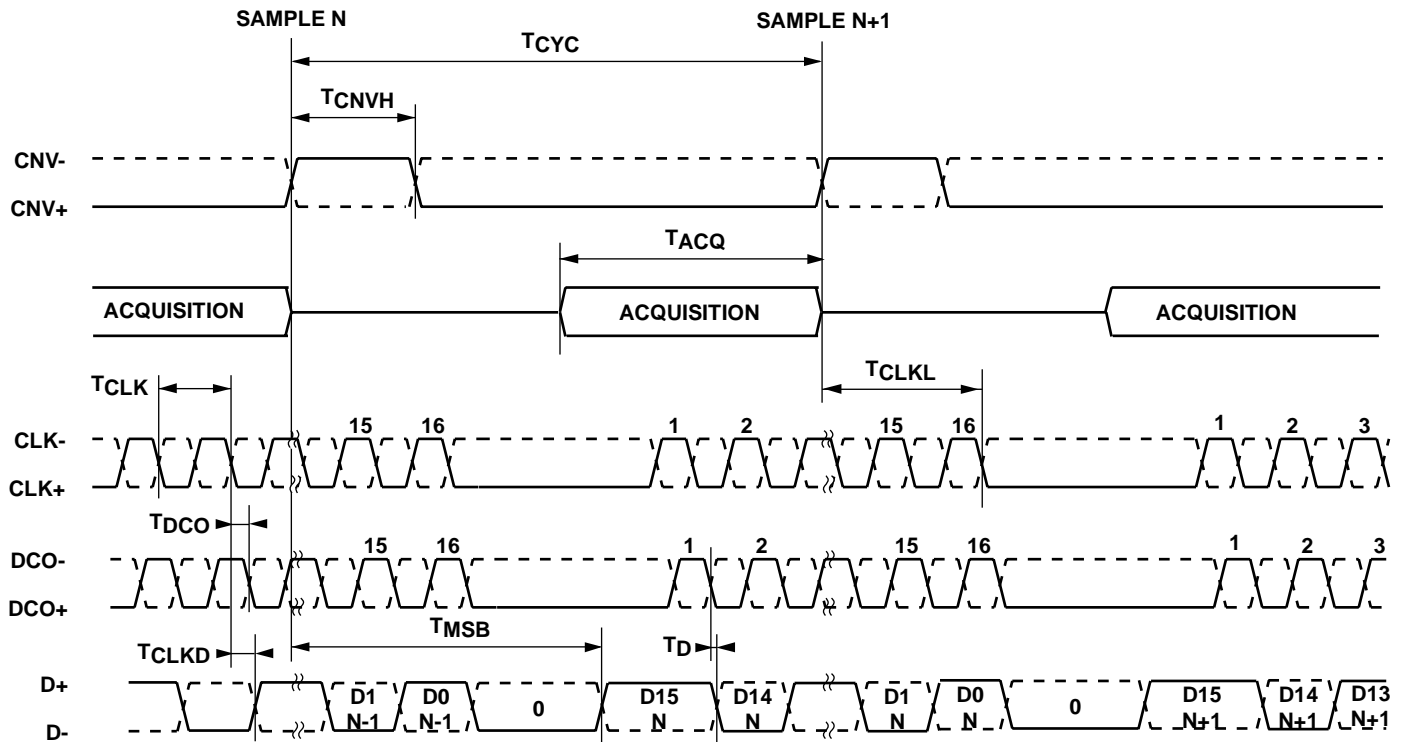 SAMPLE N SAMPLE N+1
TCYC
TCNVH
CNV-
CNV+
TACQ
ACQUISITION ACQUISITION ACQUISITION
TCLK TCLKL
15 16 1 2 15 16 1 2 3
CLK-
CLK+
TDCO
15 16 1 2 15 16 1 2 3
DCO-
DCO+
TMSB
TCLKD TD
D+
D-
D1 N-1
D0 N-1
0
D15 N
D14 N
D1 N
D0 N
0
D15 N+1
D14 N+1
D13 N+1